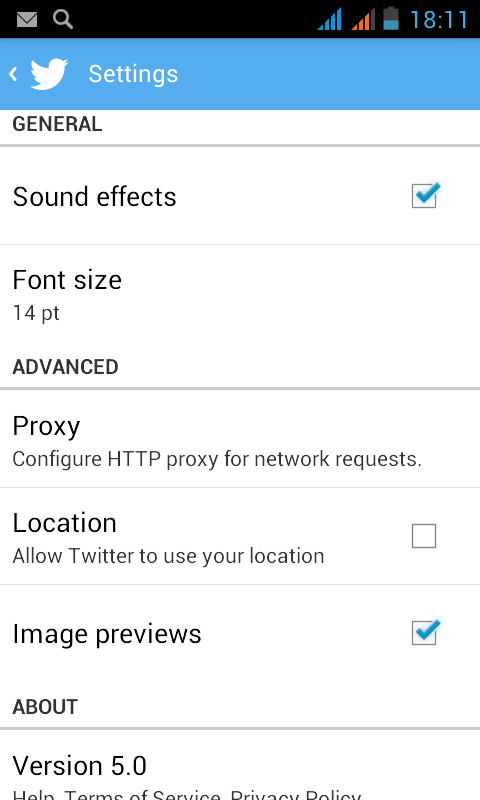 18:11
Settings
GENERAL
Sound effects
Font size
14 pt
ADVANCED
Proxy
Configure HTTP proxy for network requests.
Location
Allow Twitter to use your location
Image previews
ABOUT
Version 5.0
Help, Terms of Service, Privacy Policy